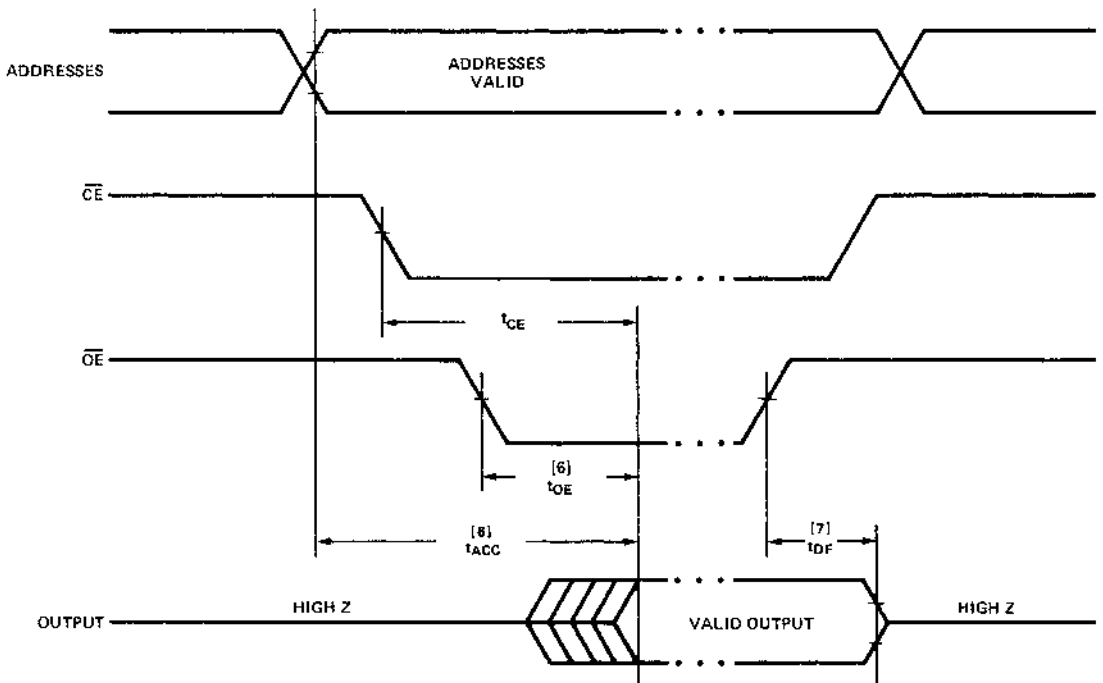 ADDRESSES
ADDRESSES
VALID
CE
tCE
OE
[6]
tOE
[6]
tACC
[7]
tDF
OUTPUT
HIGH Z
VALID OUTPUT
HIGH Z